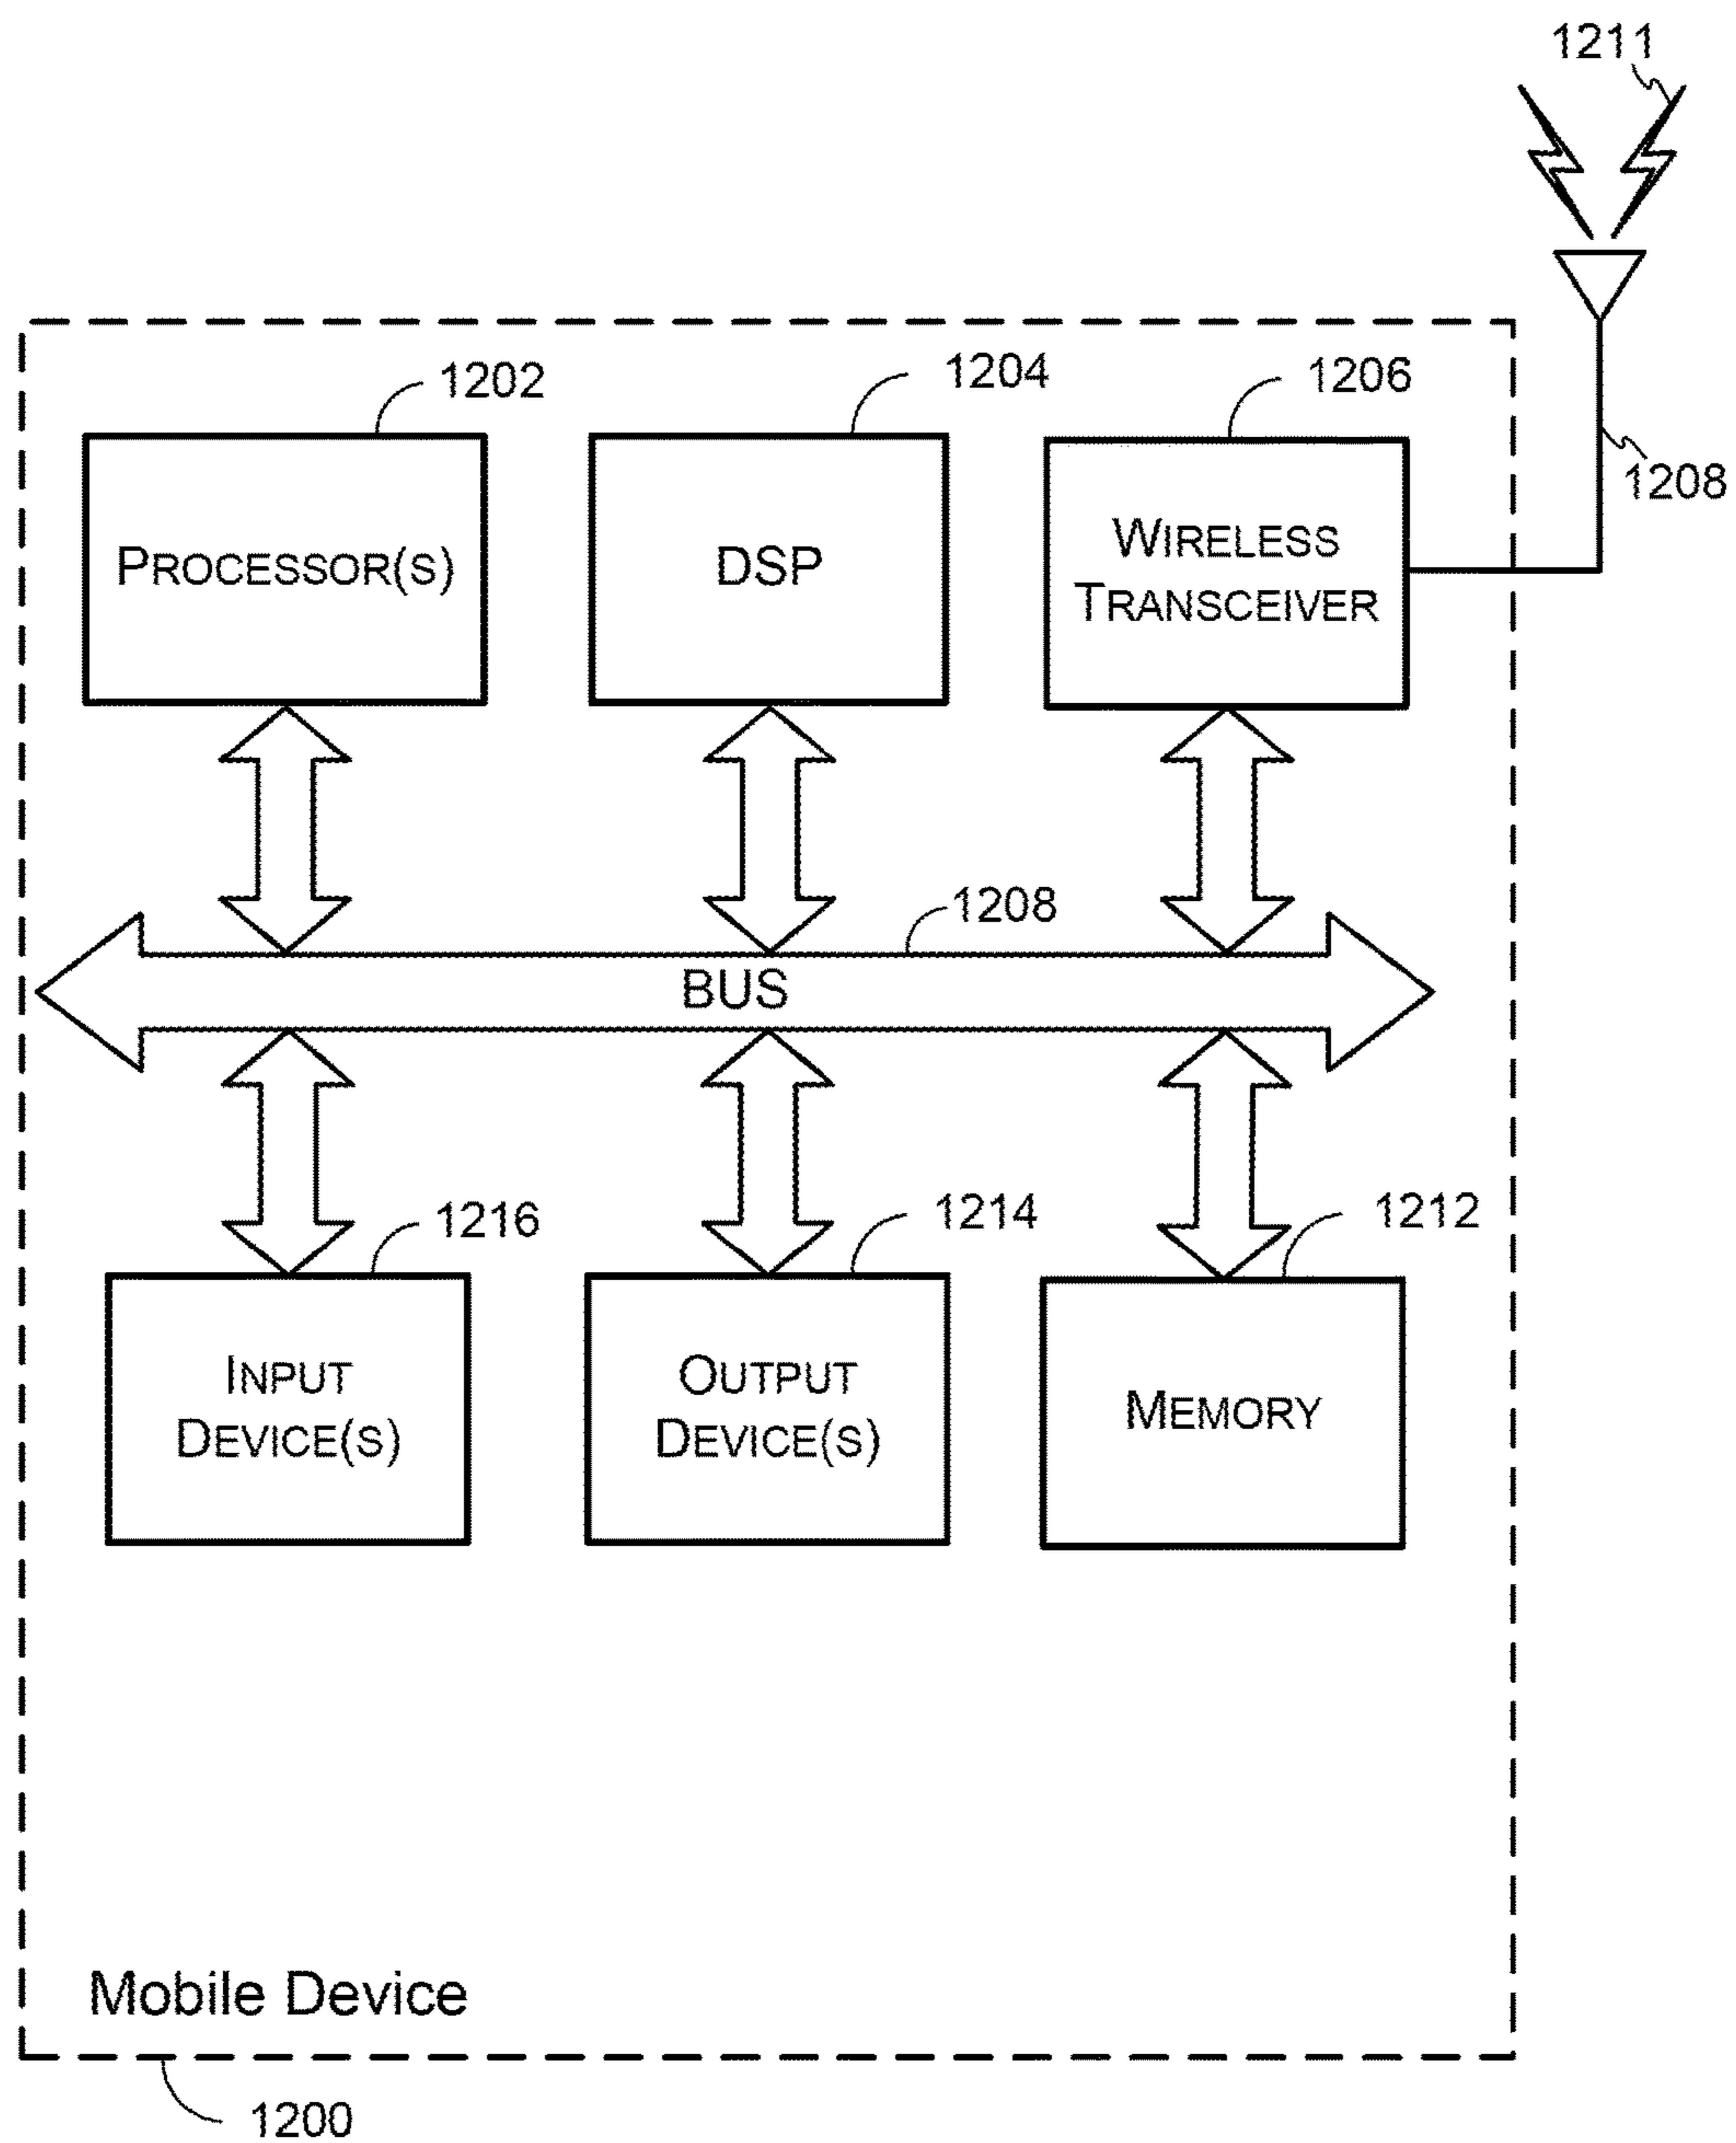 1211
1202
1204
1206
1208
PROCESSOR(S)
DSP
WIRELESS
TRANSCEIVER
1208
BUS
1216
1214
1212
INPUT
DEVICE(S)
OUTPUT
DEVICE(S)
MEMORY
Mobile Device
1200